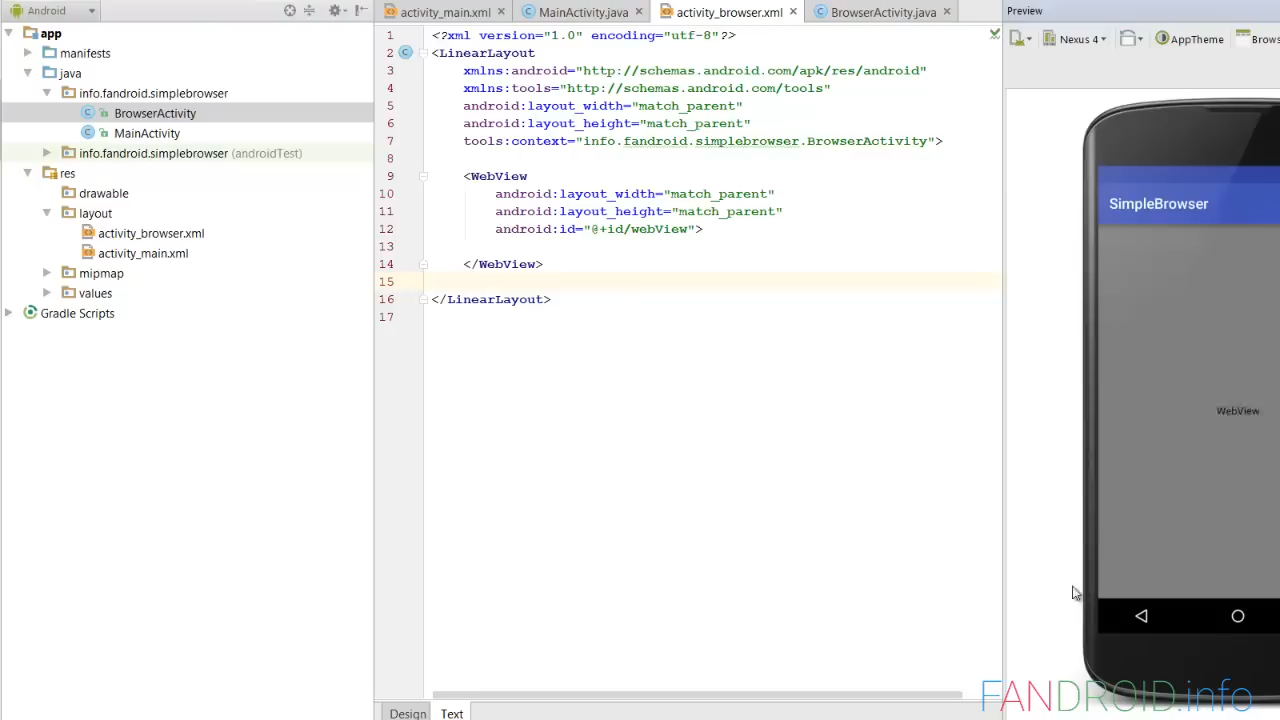 Android
activity_main.xml
MainActivity.java
activity_browser.xml
BrowserActivity.java
Preview
app
manifests
java
info.fandroid.simplebrowser
BrowserActivity
MainActivity
info.fandroid.simplebrowser (androidTest)
res
drawable
layout
activity_browser.xml
activity_main.xml
mipmap
values
Gradle Scripts
1 <?xml version="1.0" encoding="utf-8"?>
2 <LinearLayout
3 xmlns:android="http://schemas.android.com/apk/res/android"
4 xmlns:tools="http://schemas.android.com/tools"
5 android:layout_width="match_parent"
6 android:layout_height="match_parent"
7 tools:context="info.fandroid.simplebrowser.BrowserActivity">
8
9 <WebView
10 android:layout_width="match_parent"
11 android:layout_height="match_parent"
12 android:id="@+id/webView">
13
14 </WebView>
15
16 </LinearLayout>
17
Design
Text
Nexus 4
AppTheme
Brows
SimpleBrowser
WebView
FANDROID.info